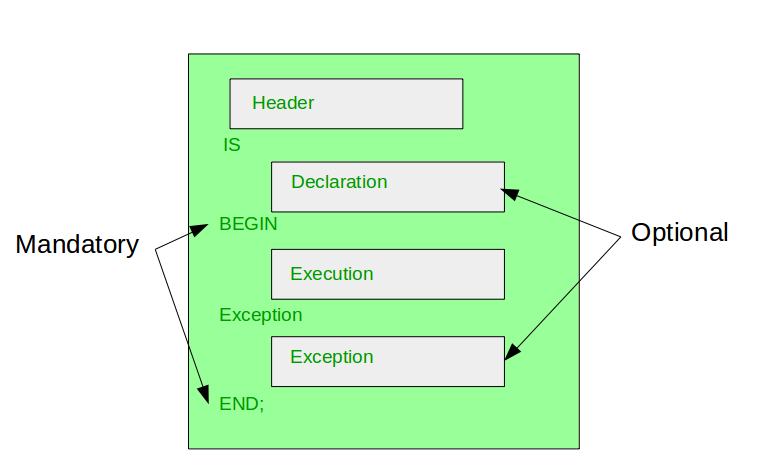 Header
IS
Declaration
BEGIN
Mandatory
Optional
Execution
Exception
Exception
END;